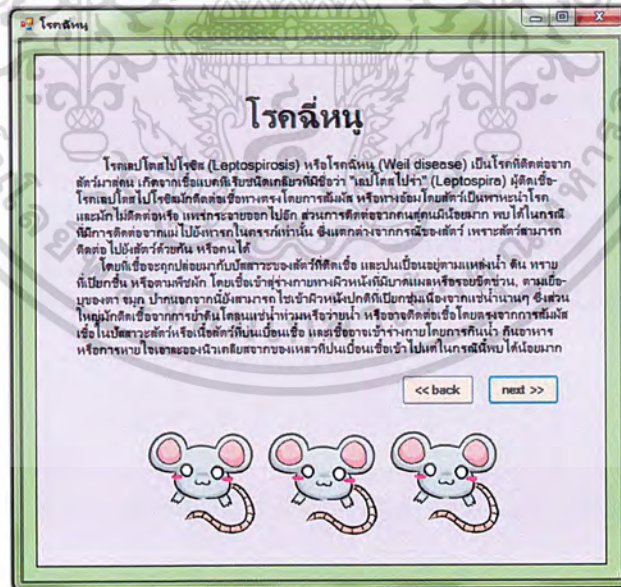 โรคฉี่หนู
โรคฉี่หนู
โรคเลปโตสไปโรซิส (Leptospirosis) หรือโรคฉี่หนู (Weil disease) เป็นโรคที่ติดต่อจาก
สัตว์มาสู่คน เกิดจากเชื้อแบคทีเรียชนิดเกลียวที่มีชื่อว่า "เลปโตสไปร่า" (Leptospira) ผู้ติดเชื้อ-
โรคเลปโตสไปโรซิสมักติดต่อเชื้อทางตรงโดยการสัมผัส หรือทางอ้อมโดยสัตว์เป็นพาหะนำโรค
และมักไม่ติดต่อหรือ แพร่กระจายออกไปอีก ส่วนการติดต่อจากคนสู่คนมีน้อยมาก พบได้ในกรณี
ที่มีการติดต่อจากแม่ไปยังทารกในครรภ์เท่านั้น ซึ่งแตกต่างจากกรณีของสัตว์ เพราะสัตว์สามารถ
ติดต่อ ไปยังสัตว์ด้วยกัน หรือคนได้
โดยที่เชื้อจะถูกปล่อยมากับปัสสาวะของสัตว์ที่ติดเชื้อ และปนเปื้อนอยู่ตามแหล่งน้ำ ดิน ทราย
ที่เปียกชื้น หรือตามพืชผัก โดยเชื้อเข้าสู่ร่างกายทางผิวหนังที่มีบาดแผลหรือรอยขีดข่วน, ตามเยื่อ-
บุของตา จมูก ปากนอกจากนี้ยังสามารถ ไชเข้าผิวหนังปกติที่เปียกชุ่มเนื่องจากแช่น้ำนานๆ ซึ่งส่วน
ใหญ่มักติดเชื้อจากการย่ำดินโคลนแช่น้ำท่วมหรือว่ายน้ำ หรืออาจติดต่อเชื้อโดยตรงจากการสัมผัส
เชื้อในปัสสาวะสัตว์หรือเนื้อสัตว์ที่ปนเปื้อนเชื้อ และเชื้ออาจเข้าร่างกายโดยการกินน้ำ กินอาหาร
หรือการหายใจเอาละอองนิวเคลียสจากของเหลวที่ปนเปื้อนเชื้อเข้าไปแต่ในกรณีนี้พบได้น้อยมาก
<< back next >>